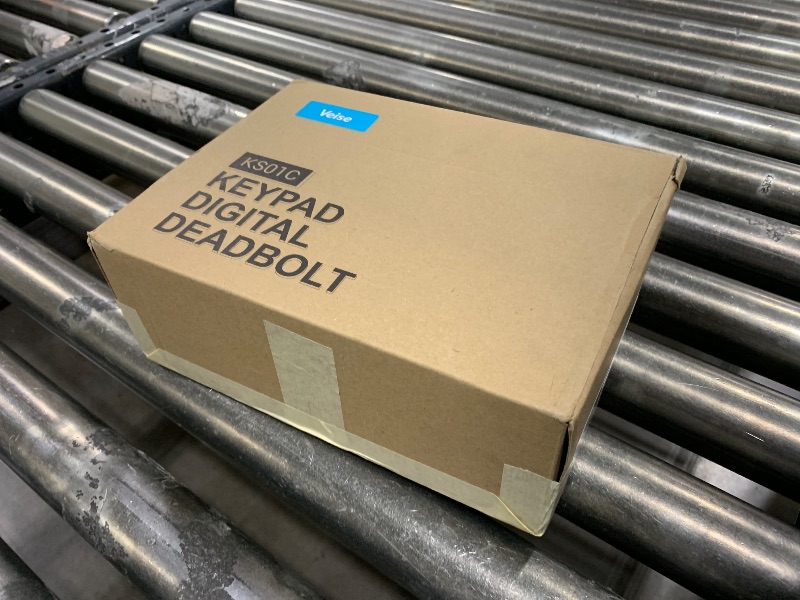 Veise
KS01C
KEYPAD
DIGITAL
DEADBOLT